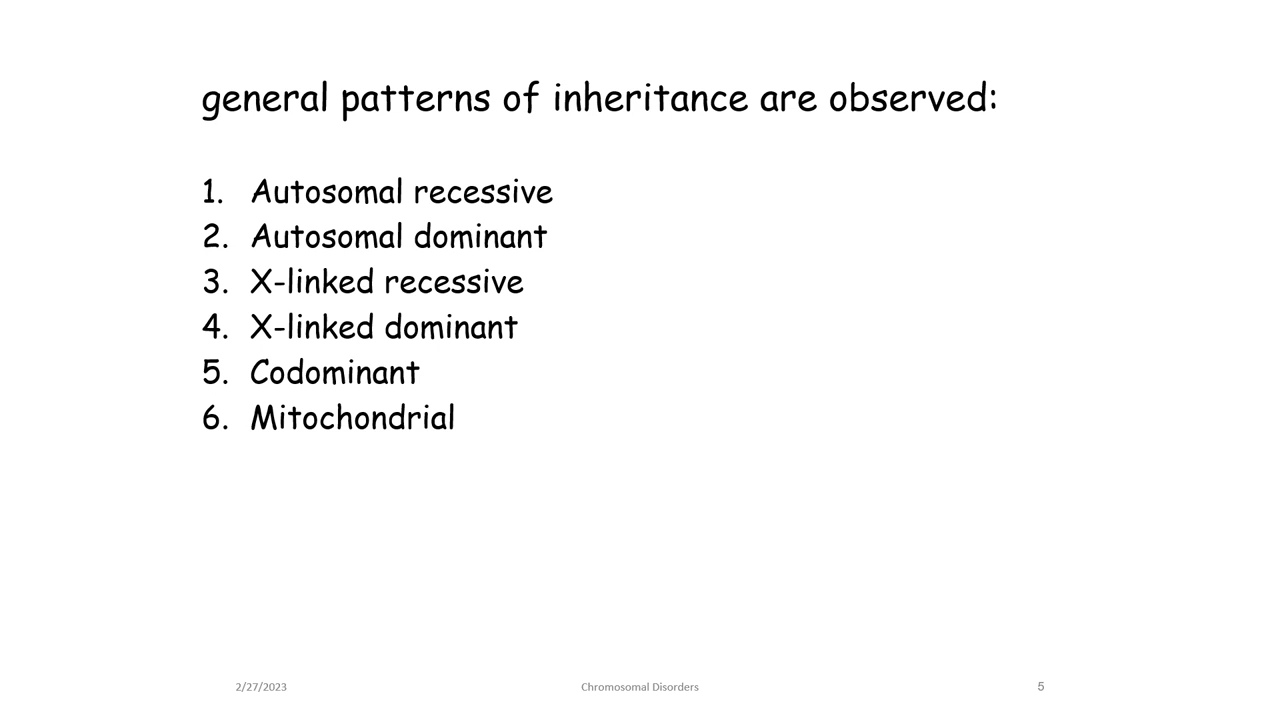 general patterns of inheritance are observed:
1. Autosomal recessive
2. Autosomal dominant
3. X-linked recessive
4. X-linked dominant
5. Codominant
6. Mitochondrial
2/27/2023 Chromosomal Disorders 5